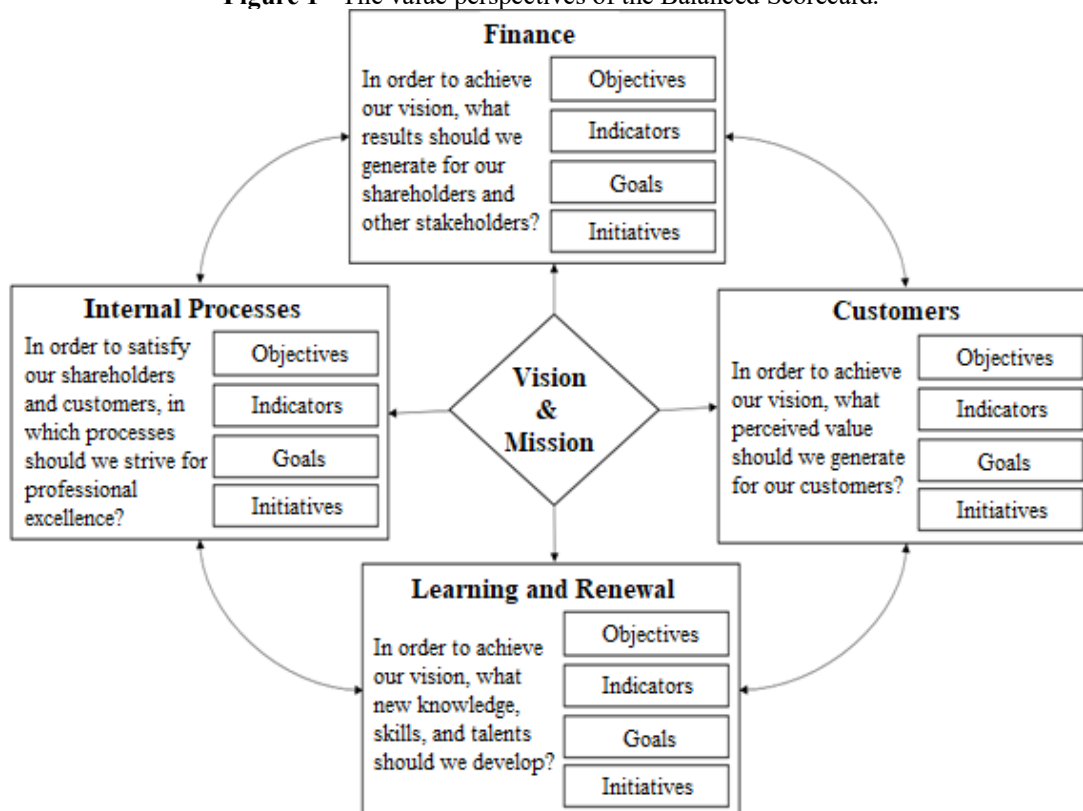 Figure 1 - The value perspectives of the Balanced Scorecard.
Finance
In order to achieve
our vision, what
results should we
generate for our
shareholders and
other stakeholders?
Objectives
Indicators
Goals
Initiatives
Internal Processes
In order to satisfy
our shareholders
and customers, in
which processes
should we strive for
professional
excellence?
Objectives
Indicators
Goals
Initiatives
Vision
&
Mission
Customers
In order to achieve
our vision, what
perceived value
should we generate
for our customers?
Objectives
Indicators
Goals
Initiatives
Learning and Renewal
In order to achieve
our vision, what
new knowledge,
skills, and talents
should we develop?
Objectives
Indicators
Goals
Initiatives